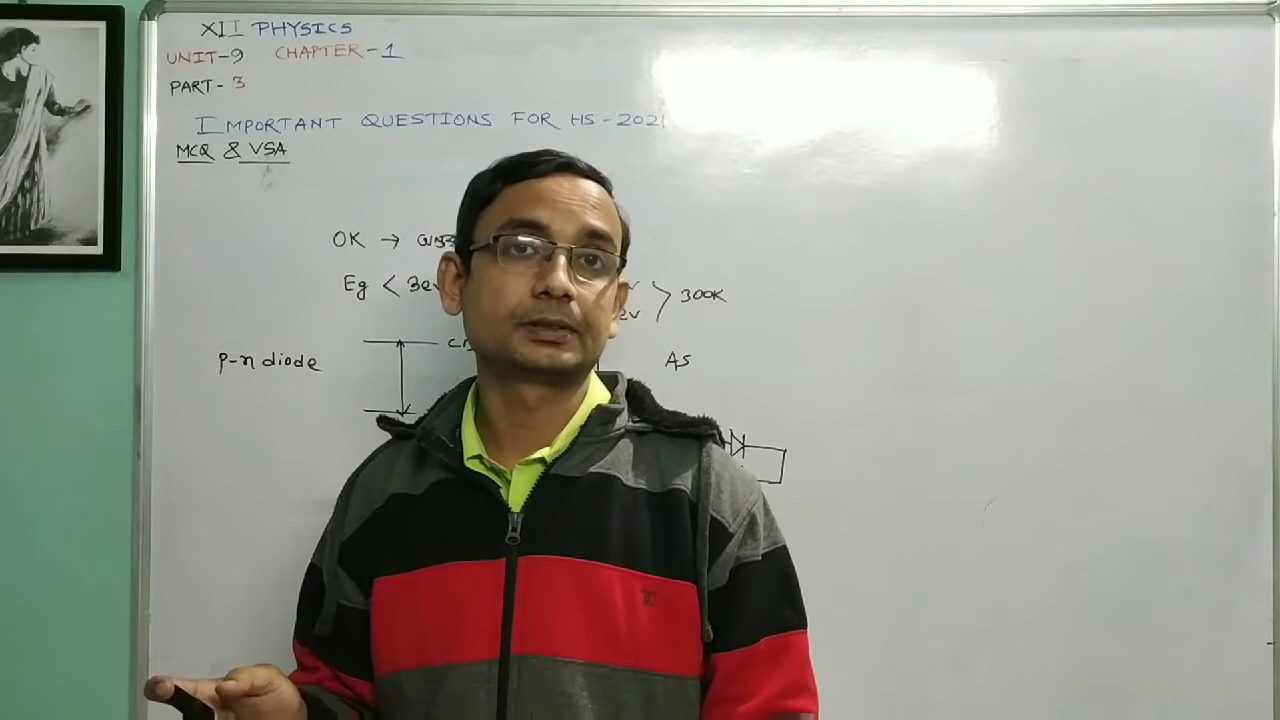 XII PHYSICS
UNIT-9 CHAPTER-1
PART-3
IMPORTANT QUESTIONS FOR HS-2021
MCQ & VSA
OK →
Eg < 3ev > 300K
ev
p-n diode
As